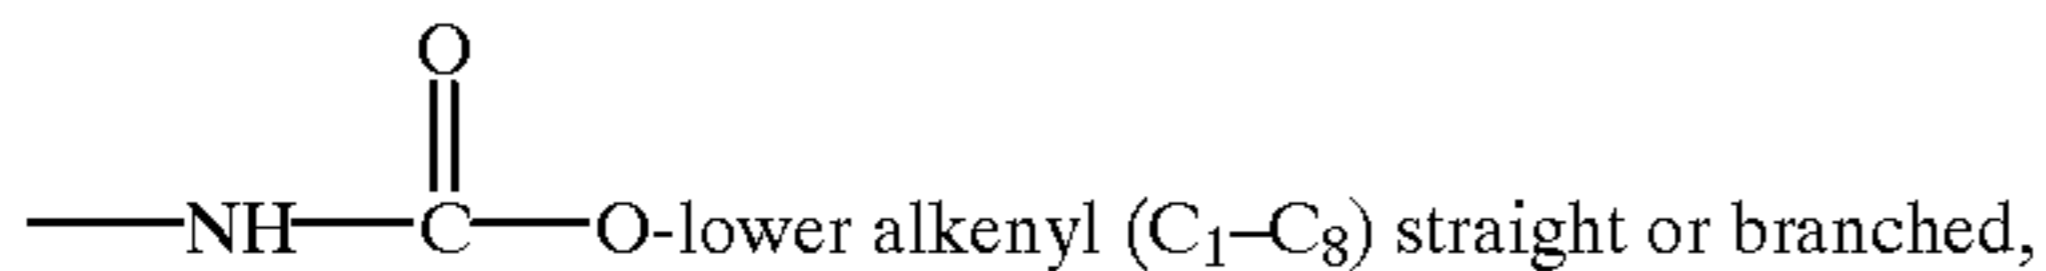 O
NH C O-lower alkenyl (C1–C8) straight or branched,